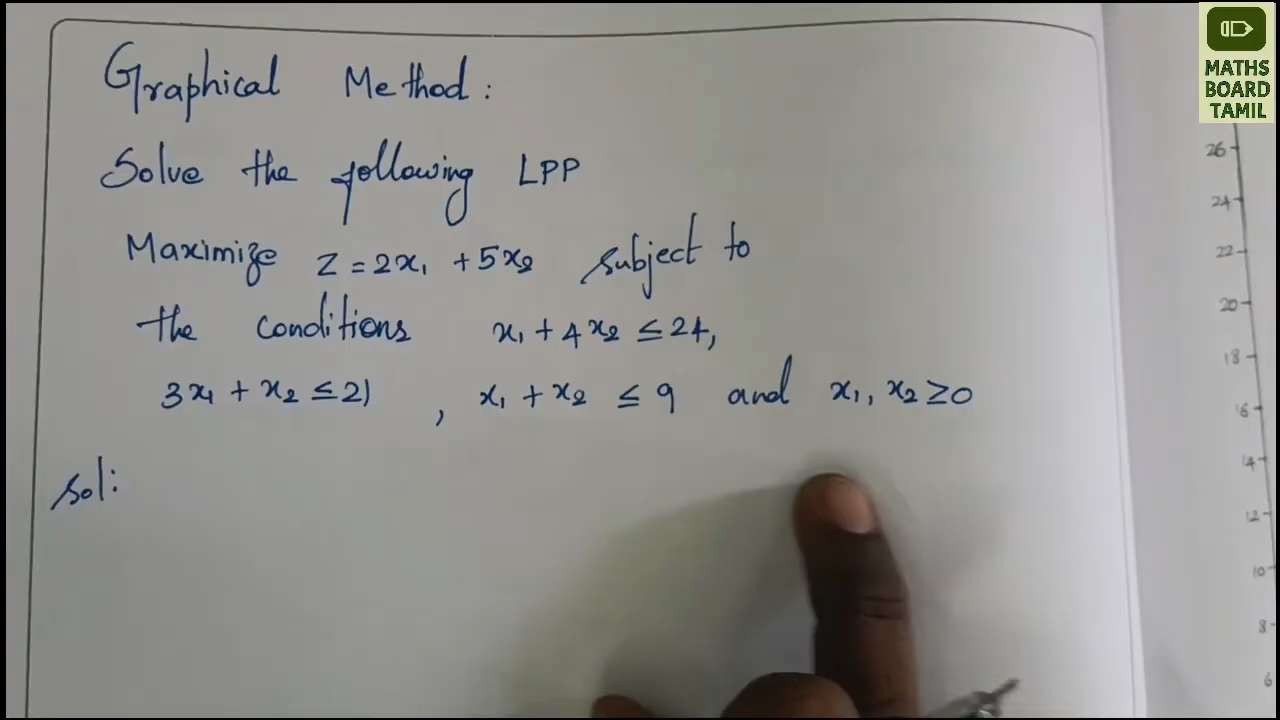 Graphical Method:
Solve the following LPP
Maximize Z = 2x₁ + 5x₂ subject to
the conditions x₁ + 4x₂ ≤ 24,
3x₁ + x₂ ≤ 21 , x₁ + x₂ ≤ 9 and x₁, x₂ ≥ 0
Sol:
MATHS
BOARD
TAMIL
26
24
22
20
18
16
14
12
10
8
6